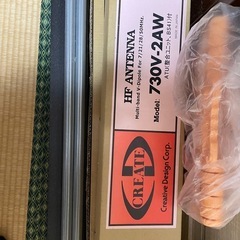 HF ANTENNA
Multi-band V-Dipole For 7/21/28/50MHz.
Model: 730V-2AW
CREATE
Creative Design Corp.